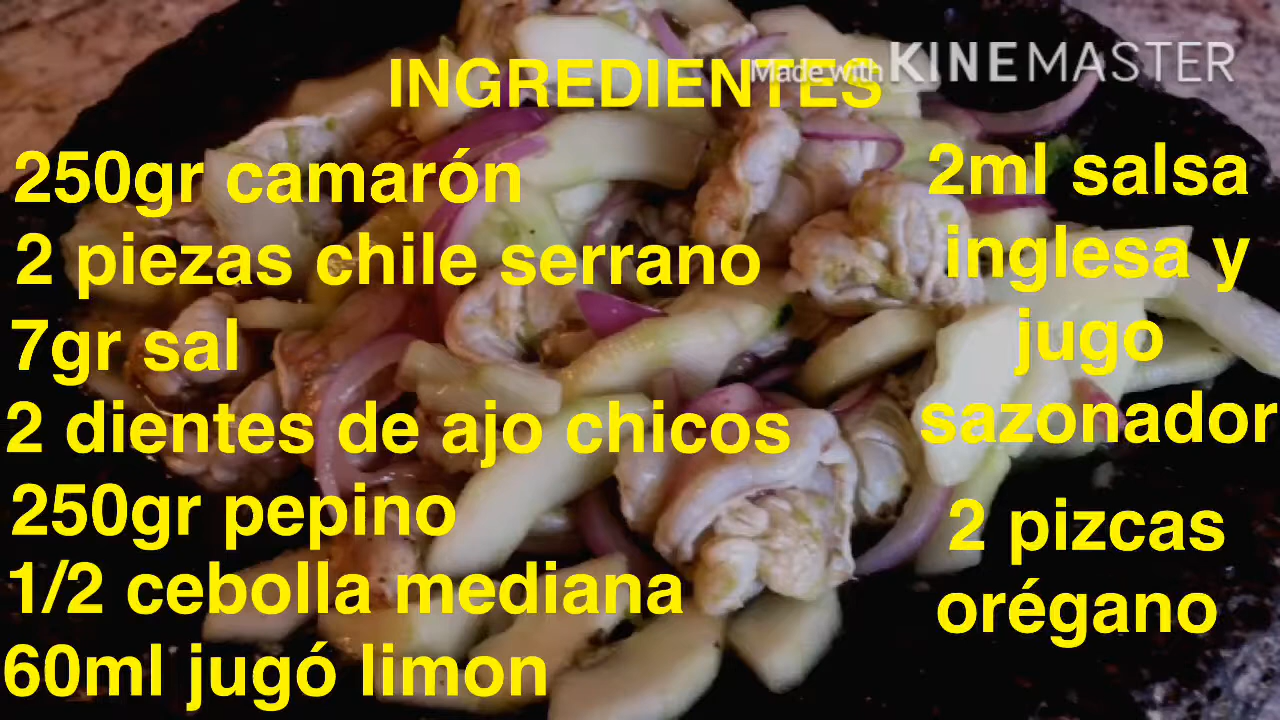 INGREDIENTES
Made with KINEMASTER
250gr camarón
2 piezas chile serrano
7gr sal
2 dientes de ajo chicos
250gr pepino
1/2 cebolla mediana
60ml jugó limon
2ml salsa
inglesa y
jugo
sazonador
2 pizcas
orégano